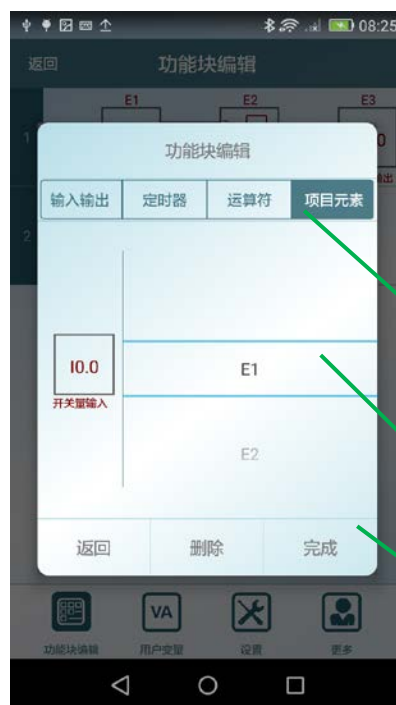 08:25
返回 功能块编辑
E1 E2 E3
1
功能块编辑
0
输入输出 定时器 运算符 项目元素
2
I0.0
开关量输入
E1
E2
返回 删除 完成
VA
功能块编辑 用户变量 设置 更多